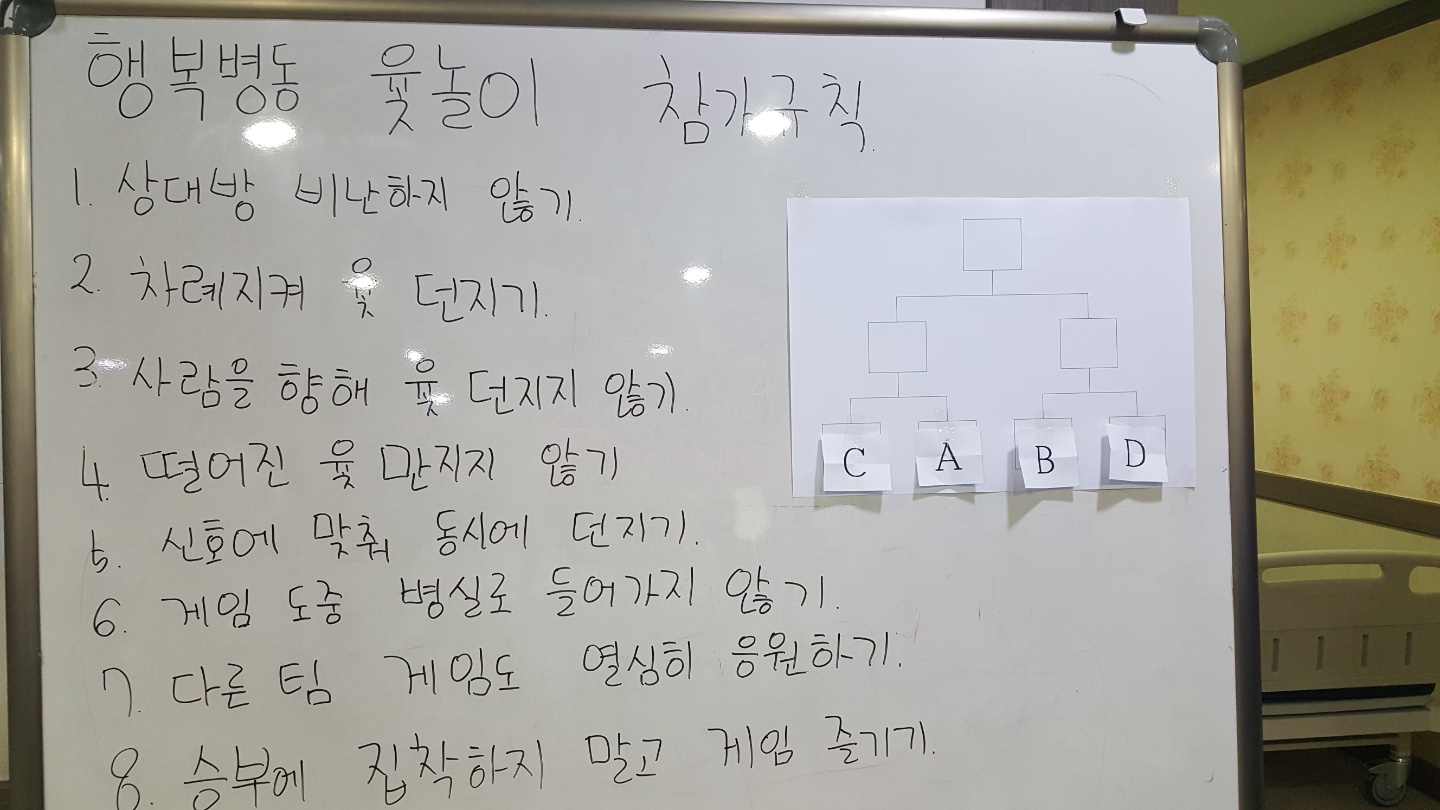 행복병동 윷놀이 참가규칙.
1. 상대방 비난하지 않기.
2. 차례지켜 윷 던지기.
3. 사람을 향해 윷 던지지 않기.
4. 떨어진 윷 만지지 않기
5. 신호에 맞춰 동시에 던지기.
6. 게임 도중 병실로 들어가지 않기.
7. 다른 팀 게임도 열심히 응원하기.
8. 승부에 집착하지 말고 게임 즐기기.
C A B D